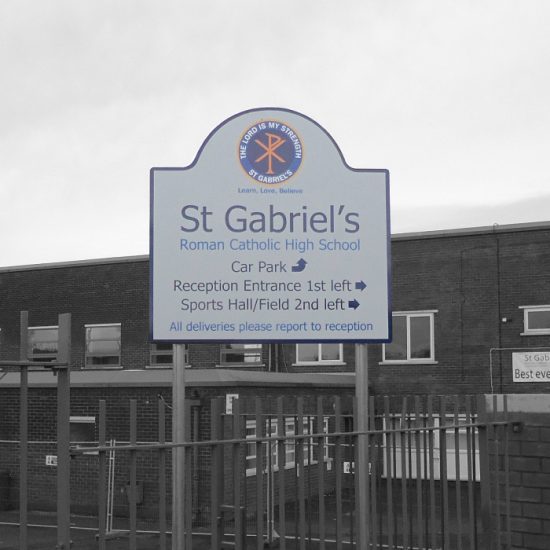 THE LORD IS MY STRENGTH
ST GABRIEL'S
Learn, Love, Believe
St Gabriel's
Roman Catholic High School
Car Park
Reception Entrance 1st left
Sports Hall/Field 2nd left
All deliveries please report to reception
St Gab
Best eve